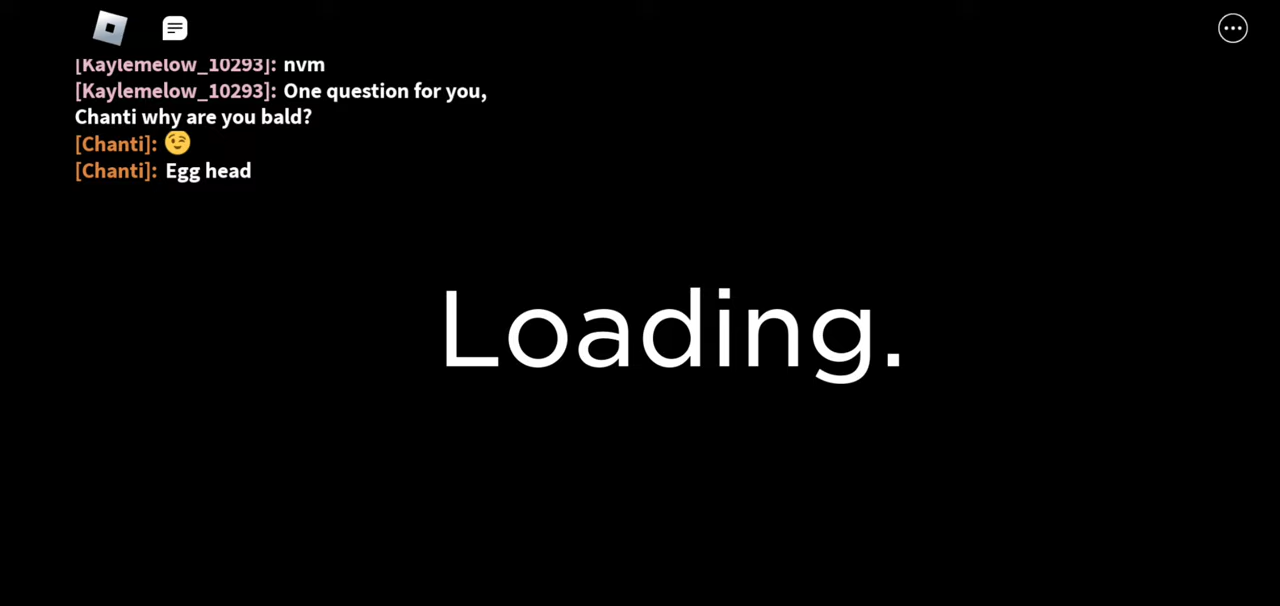 [Kaylemelow_10293]: nvm
[Kaylemelow_10293]: One question for you,
Chanti why are you bald?
[Chanti]: 😉
[Chanti]: Egg head
Loading.